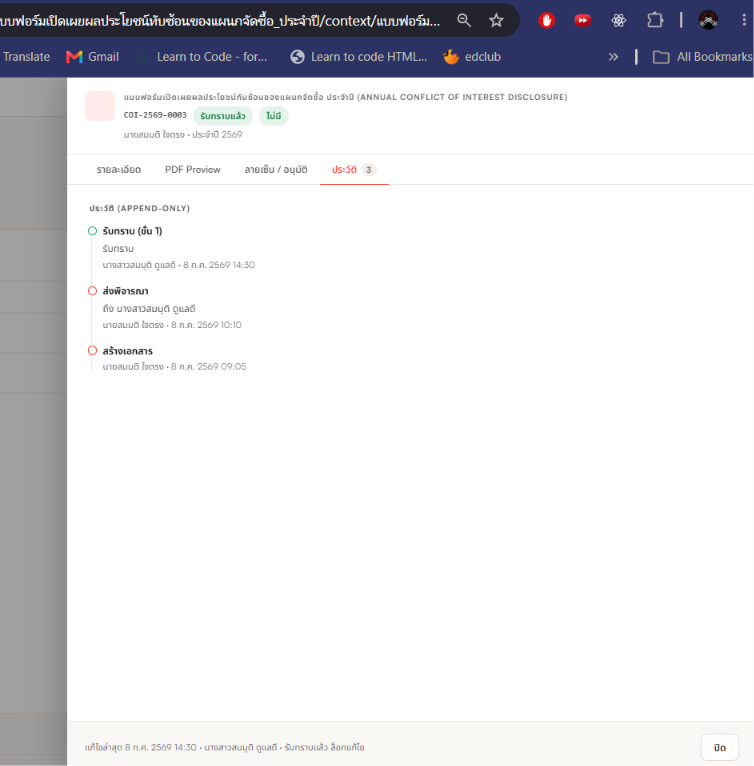 บบฟอร์มเปิดเผยผลประโยชน์ทับซ้อนของแผนกจัดซื้อ_ประจำปี/context/แบบฟอร์ม...
Translate Gmail Learn to Code - for... Learn to code HTML... edclub » All Bookmarks
แบบฟอร์มเปิดเผยผลประโยชน์ทับซ้อนของแผนกจัดซื้อ ประจำปี (ANNUAL CONFLICT OF INTEREST DISCLOSURE)
COI-2569-0003 รับทราบแล้ว ไม่มี
นายสมมติ ใจตรง • ประจำปี 2569
รายละเอียด PDF Preview ลายเซ็น / อนุมัติ ประวัติ 3
ประวัติ (APPEND-ONLY)
รับทราบ (ขั้น 1)
รับทราบ
นางสาวสมมุติ ดูแลดี • 8 ก.ค. 2569 14:30
ส่งพิจารณา
ถึง นางสาวสมมุติ ดูแลดี
นายสมมติ ใจตรง • 8 ก.ค. 2569 10:10
สร้างเอกสาร
นายสมมติ ใจตรง • 8 ก.ค. 2569 09:05
แก้ไขล่าสุด 8 ก.ค. 2569 14:30 • นางสาวสมมุติ ดูแลดี • รับทราบแล้ว ล็อกแก้ไข
ปิด